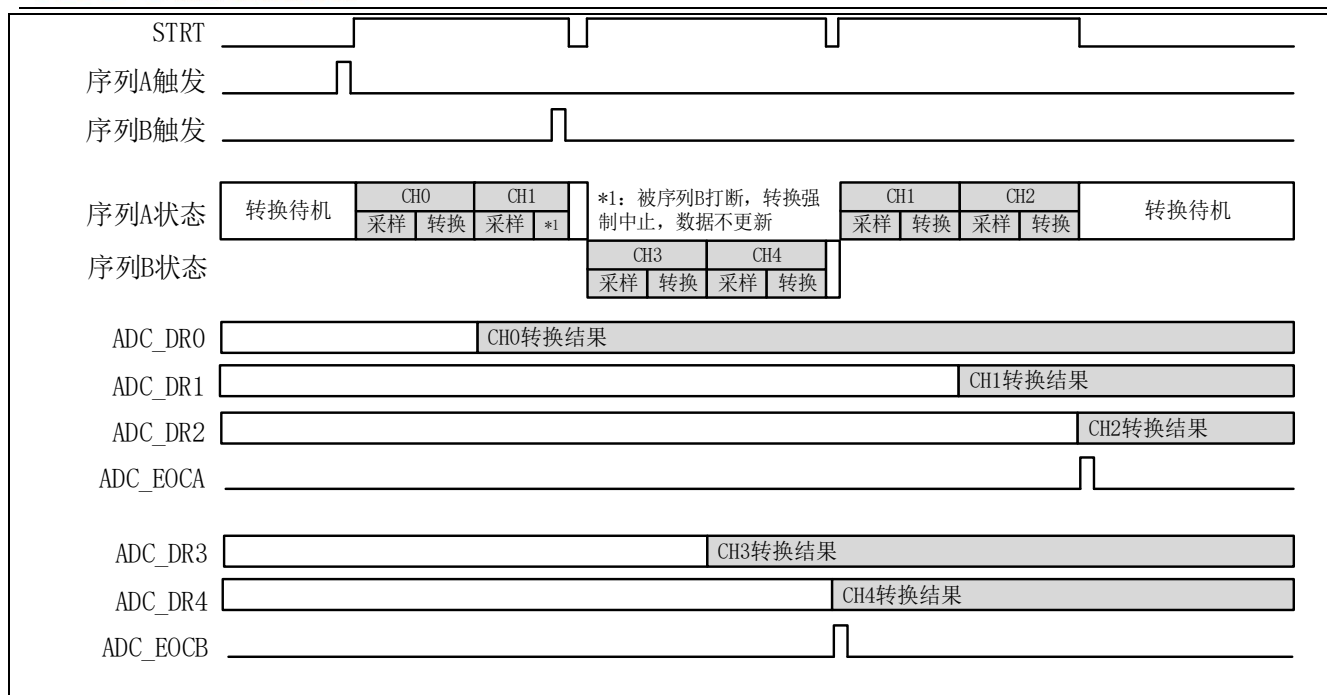 STRT
序列A触发
序列B触发
序列A状态
转换待机
CH0
CH1
采样
转换
采样
*1
*1：被序列B打断，转换强
制中止，数据不更新
CH1
CH2
采样
转换
采样
转换
转换待机
序列B状态
CH3
CH4
采样
转换
采样
转换
ADC_DR0
CH0转换结果
ADC_DR1
CH1转换结果
ADC_DR2
CH2转换结果
ADC_EOCA
ADC_DR3
CH3转换结果
ADC_DR4
CH4转换结果
ADC_EOCB